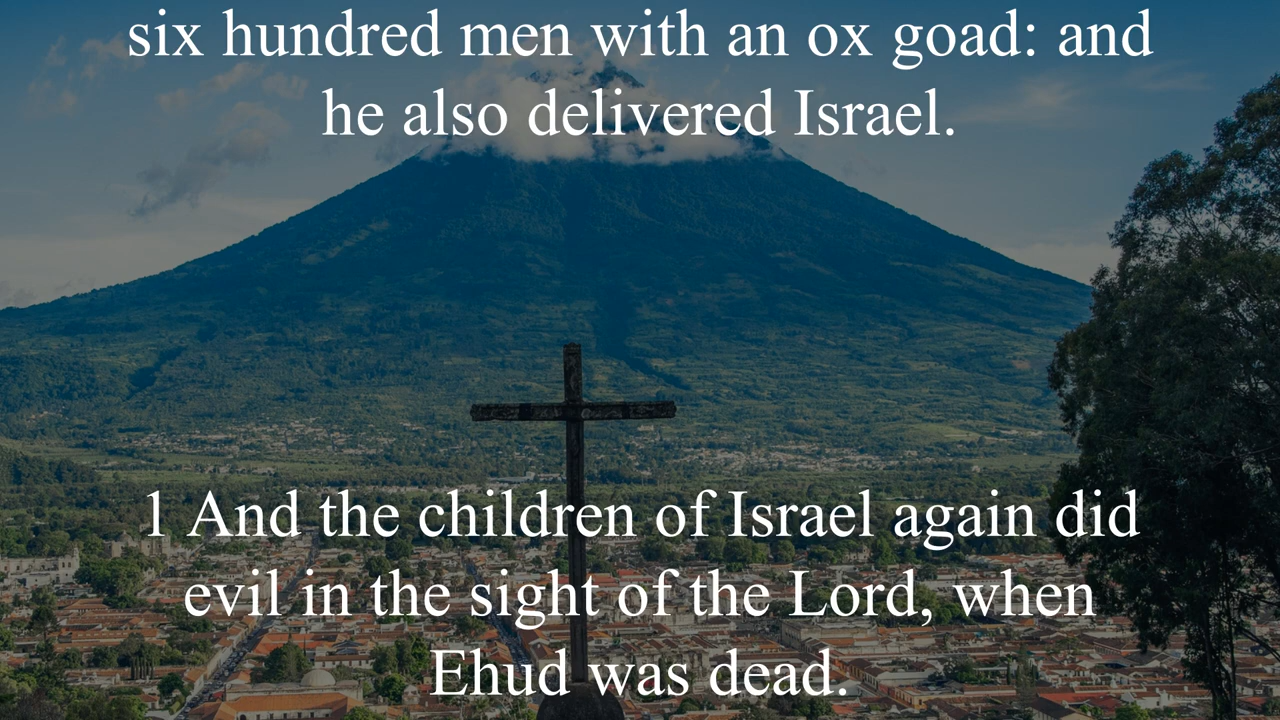 six hundred men with an ox goad: and
he also delivered Israel.
1 And the children of Israel again did
evil in the sight of the Lord, when
Ehud was dead.